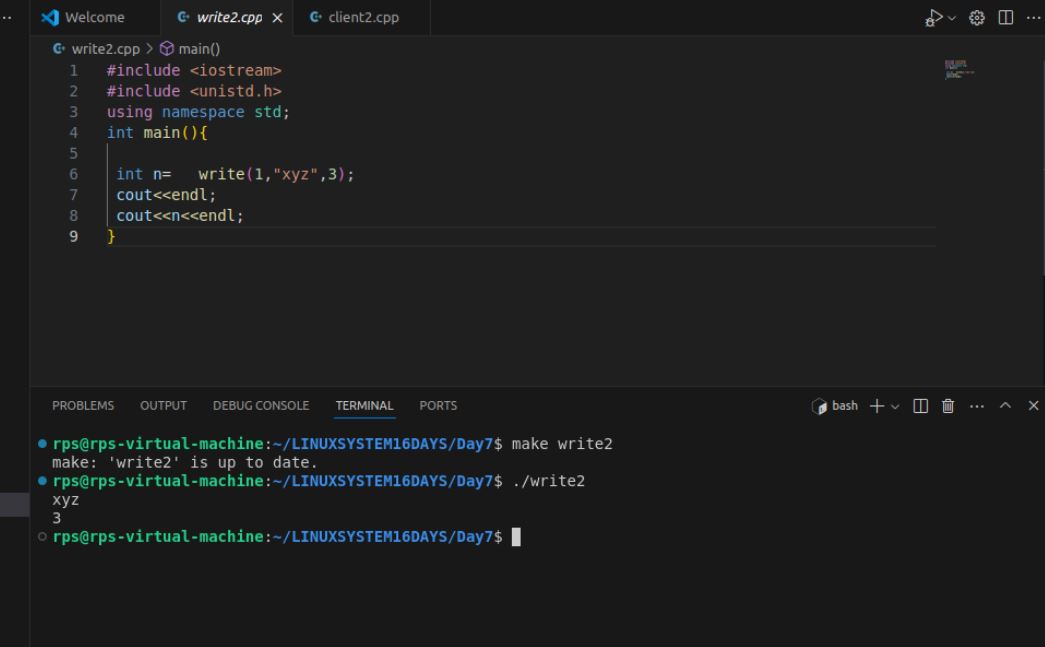 Welcome write2.cpp client2.cpp
write2.cpp > main()
1 #include <iostream>
2 #include <unistd.h>
3 using namespace std;
4 int main(){
5
6 int n=   write(1,"xyz",3);
7 cout<<endl;
8 cout<<n<<endl;
9 }
PROBLEMS OUTPUT DEBUG CONSOLE TERMINAL PORTS bash
rps@rps-virtual-machine:~/LINUXSYSTEM16DAYS/Day7$ make write2
make: 'write2' is up to date.
rps@rps-virtual-machine:~/LINUXSYSTEM16DAYS/Day7$ ./write2
xyz
3
rps@rps-virtual-machine:~/LINUXSYSTEM16DAYS/Day7$